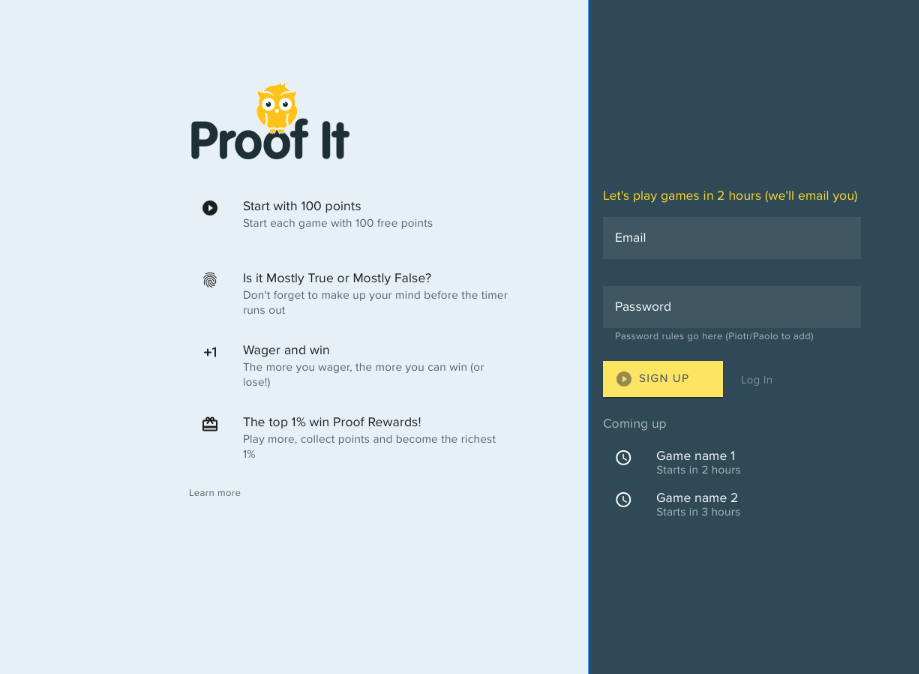 Proof It
Start with 100 points
Start each game with 100 free points
Is it Mostly True or Mostly False?
Don't forget to make up your mind before the timer
runs out
+1
Wager and win
The more you wager, the more you can win (or
lose!)
The top 1% win Proof Rewards!
Play more, collect points and become the richest
1%
Learn more
Let's play games in 2 hours (we'll email you)
Email
Password
Password rules go here (Piotr/Paolo to add)
SIGN UP
Log In
Coming up
Game name 1
Starts in 2 hours
Game name 2
Starts in 3 hours